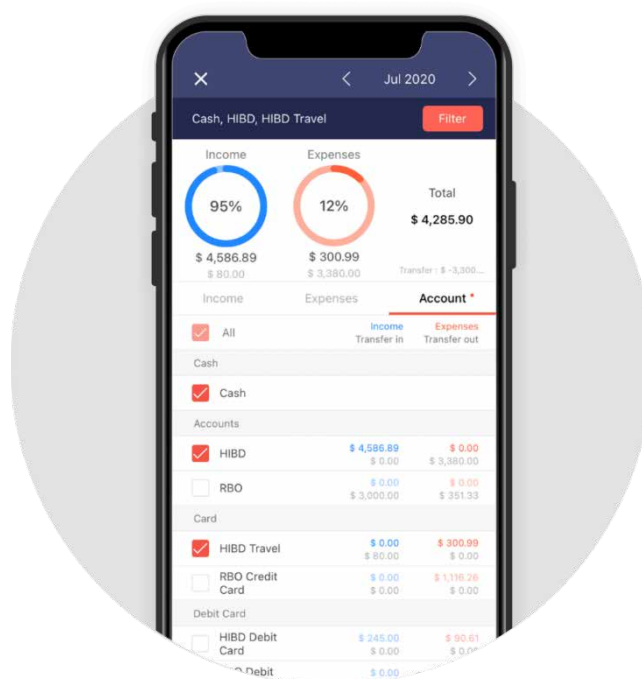 Jul 2020
Cash, HIBD, HIBD Travel
Filter
Income Expenses
95% 12% Total
$ 4,285.90
$ 4,586.89 $ 300.99
$ 80.00 $ 3,380.00 Transfer : $ -3,300...
Income Expenses Account
All Income Expenses
Transfer in Transfer out
Cash
Cash
Accounts
HIBD $ 4,586.89 $ 0.00
$ 0.00 $ 3,380.00
RBO $ 0.00 $ 0.00
$ 3,000.00 $ 351.33
Card
HIBD Travel $ 0.00 $ 300.99
$ 80.00 $ 0.00
RBO Credit $ 0.00 $ 1,116.26
Card $ 0.00 $ 0.00
Debit Card
HIBD Debit $ 245.00 $ 90.61
Card $ 0.00 $ 0.00
Debit $ 0.00